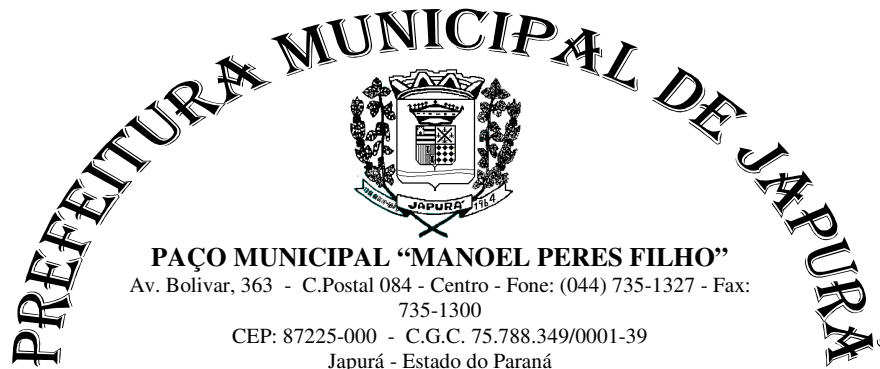 PREFEITURA MUNICIPAL DE JAPURÁ
JAPURÁ
1964
PAÇO MUNICIPAL “MANOEL PERES FILHO”
Av. Bolivar, 363 - C.Postal 084 - Centro - Fone: (044) 735-1327 - Fax:
735-1300
CEP: 87225-000 - C.G.C. 75.788.349/0001-39
Japurá - Estado do Paraná